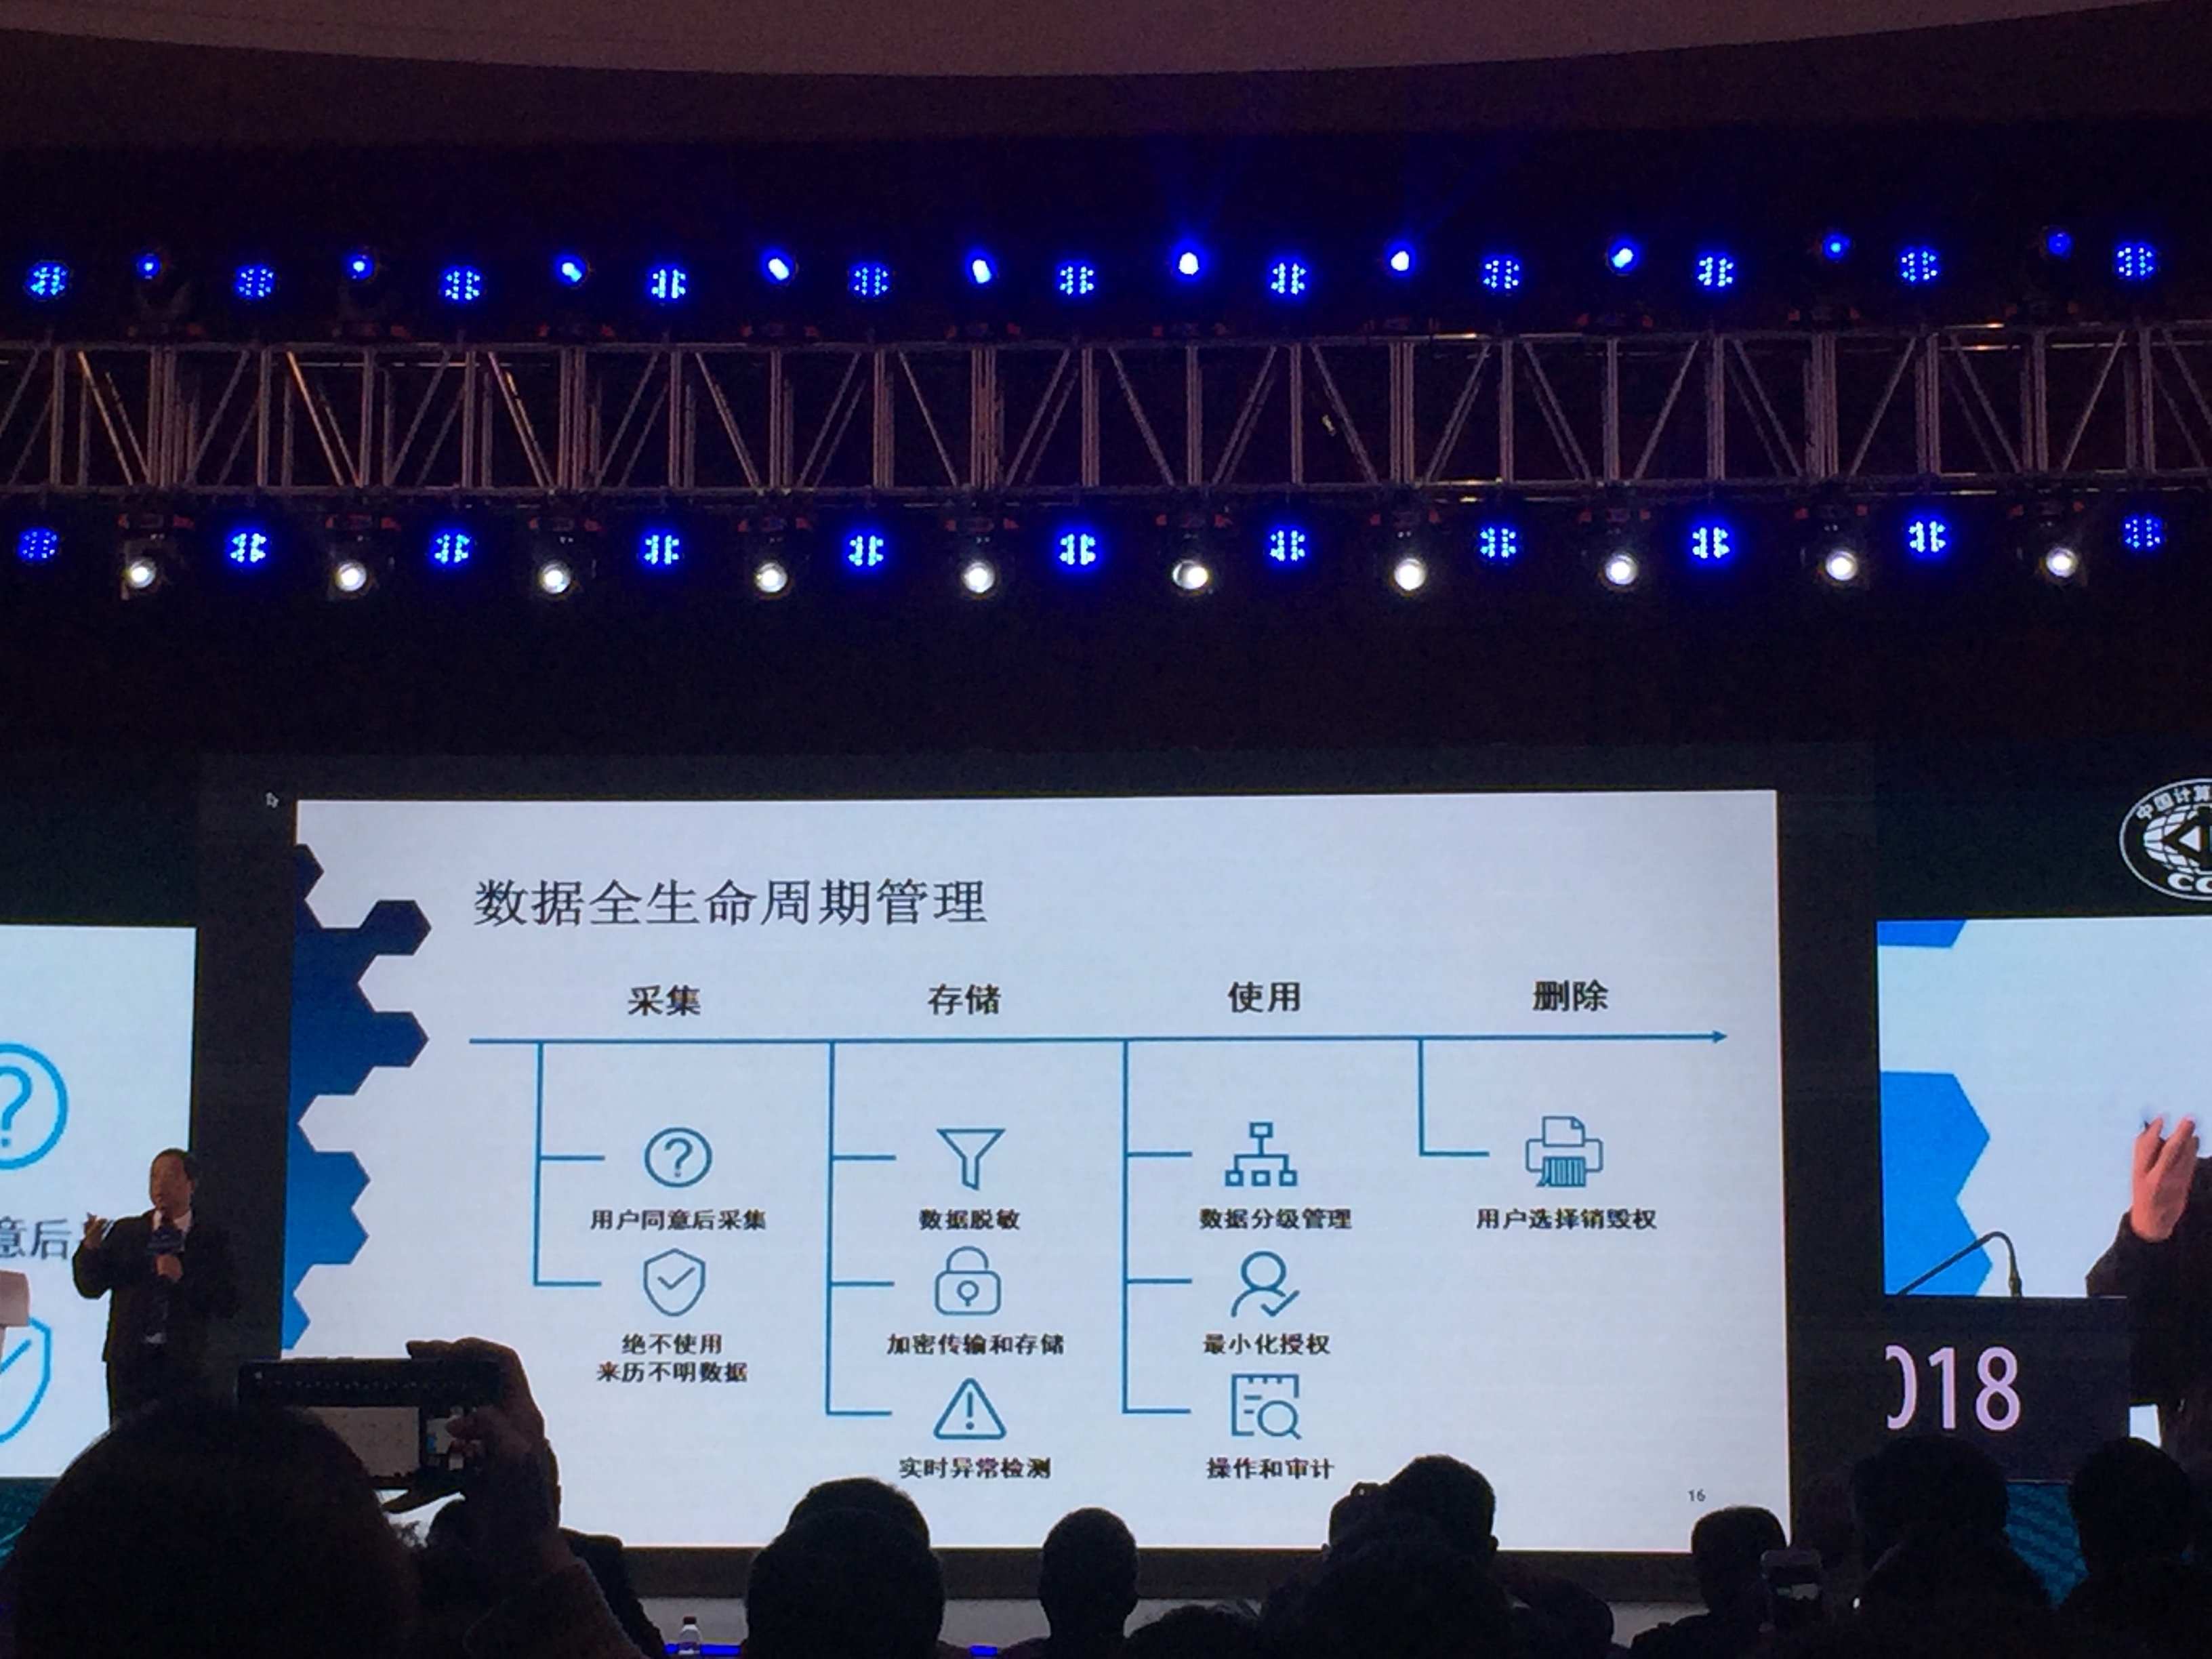 数据全生命周期管理
采集
存储
使用
删除
用户同意后采集
数据脱敏
数据分级管理
用户选择销毁权
绝不使用
来历不明数据
加密传输和存储
最小化授权
实时异常检测
操作和审计
16
意后
中国计算
CC
018